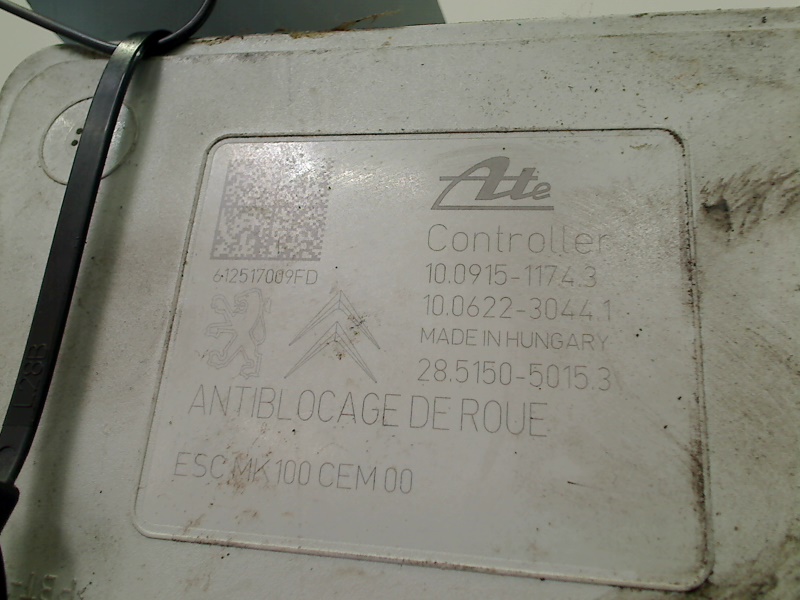 Ate
Controller
612517009FD
10.0915-1174.3
10.0622-3044.1
MADE IN HUNGARY
28.5150-5015.3
ANTIBLOCAGE DE ROUE
ESC MK100 CEM 00
L28B